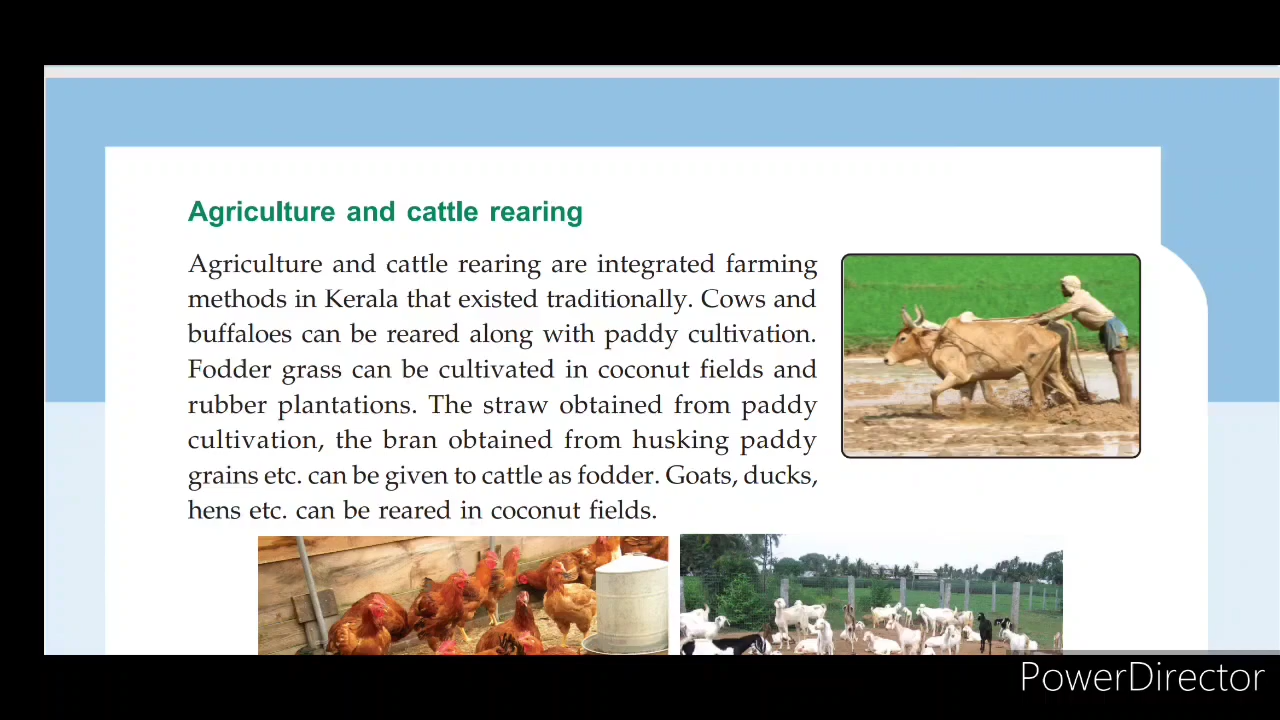 Agriculture and cattle rearing
Agriculture and cattle rearing are integrated farming
methods in Kerala that existed traditionally. Cows and
buffaloes can be reared along with paddy cultivation.
Fodder grass can be cultivated in coconut fields and
rubber plantations. The straw obtained from paddy
cultivation, the bran obtained from husking paddy
grains etc. can be given to cattle as fodder. Goats, ducks,
hens etc. can be reared in coconut fields.
PowerDirector